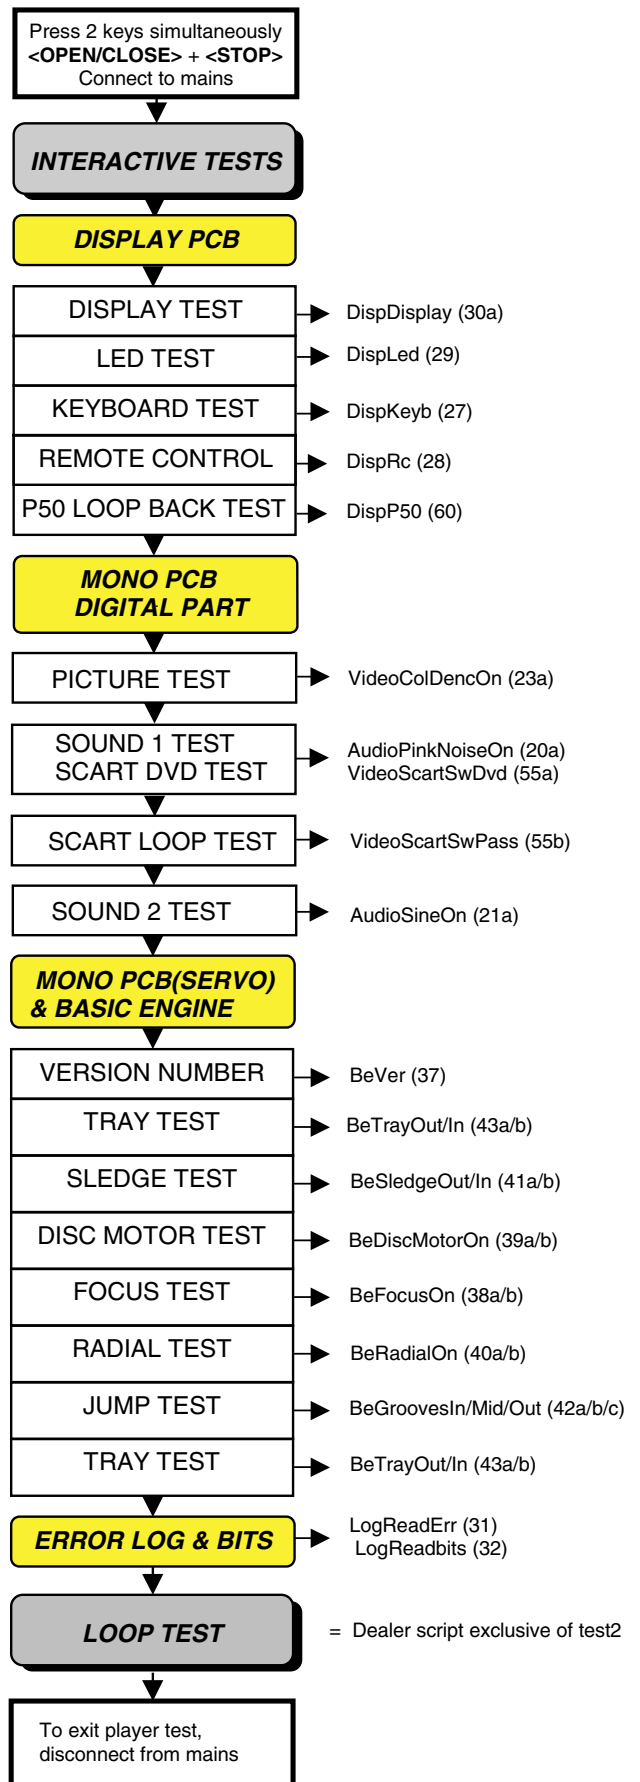 Press 2 keys simultaneously
<OPEN/CLOSE> + <STOP>
Connect to mains
INTERACTIVE TESTS
DISPLAY PCB
DISPLAY TEST
DispDisplay (30a)
LED TEST
DispLed (29)
KEYBOARD TEST
DispKeyb (27)
REMOTE CONTROL
DispRc (28)
P50 LOOP BACK TEST
DispP50 (60)
MONO PCB
DIGITAL PART
PICTURE TEST
VideoColDencOn (23a)
SOUND 1 TEST
SCART DVD TEST
AudioPinkNoiseOn (20a)
VideoScartSwDvd (55a)
SCART LOOP TEST
VideoScartSwPass (55b)
SOUND 2 TEST
AudioSineOn (21a)
MONO PCB(SERVO)
& BASIC ENGINE
VERSION NUMBER
BeVer (37)
TRAY TEST
BeTrayOut/In (43a/b)
SLEDGE TEST
BeSledgeOut/In (41a/b)
DISC MOTOR TEST
BeDiscMotorOn (39a/b)
FOCUS TEST
BeFocusOn (38a/b)
RADIAL TEST
BeRadialOn (40a/b)
JUMP TEST
BeGroovesIn/Mid/Out (42a/b/c)
TRAY TEST
BeTrayOut/In (43a/b)
ERROR LOG & BITS
LogReadErr (31)
LogReadbits (32)
LOOP TEST
= Dealer script exclusive of test2
To exit player test,
disconnect from mains